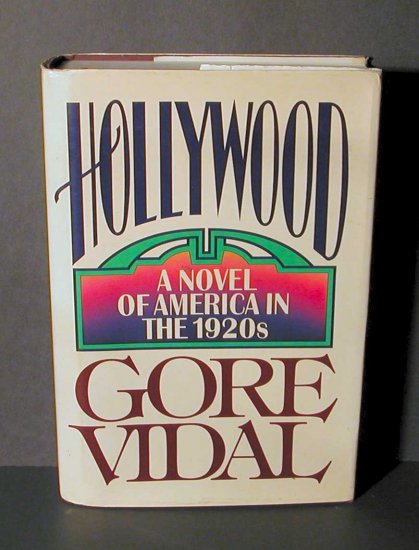 HOLLYWOOD
A NOVEL
OF AMERICA IN
THE 1920s
GORE
VIDAL